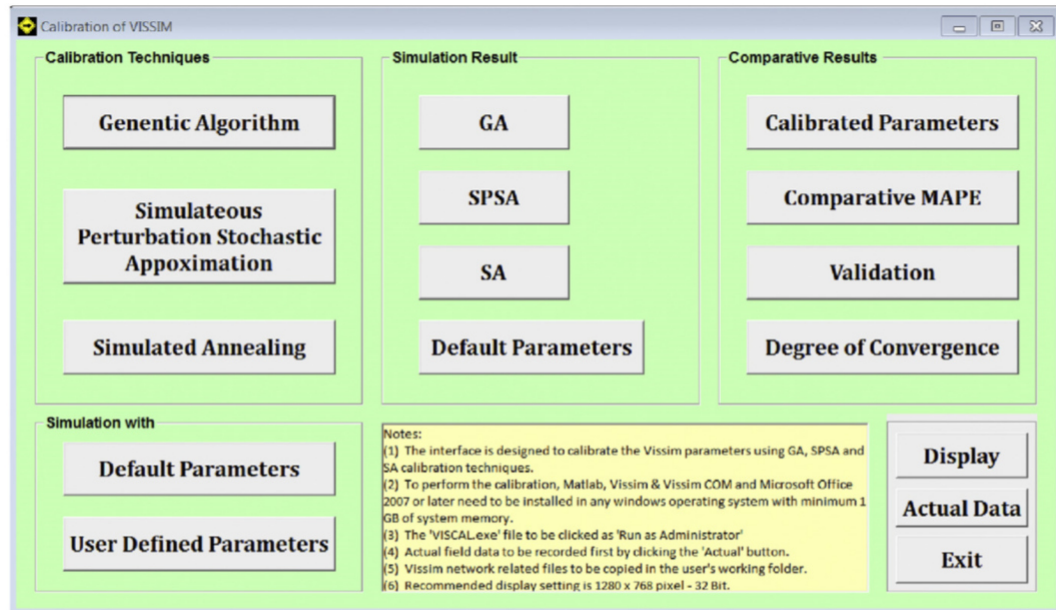 Calibration of VISSIM
Calibration Techniques
Genentic Algorithm
Simulateous
Perturbation Stochastic
Appoximation
Simulated Annealing
Simulation Result
GA
SPSA
SA
Default Parameters
Comparative Results
Calibrated Parameters
Comparative MAPE
Validation
Degree of Convergence
Simulation with
Default Parameters
User Defined Parameters
Notes:
(1) The interface is designed to calibrate the Vissim parameters using GA, SPSA and
SA calibration techniques.
(2) To perform the calibration, Matlab, Vissim & Vissim COM and Microsoft Office
2007 or later need to be installed in any windows operating system with minimum 1
GB of system memory.
(3) The 'VISCAL.exe' file to be clicked as 'Run as Administrator'
(4) Actual field data to be recorded first by clicking the 'Actual' button.
(5) Vissim network related files to be copied in the user's working folder.
(6) Recommended display setting is 1280 x 768 pixel - 32 Bit.
Display
Actual Data
Exit